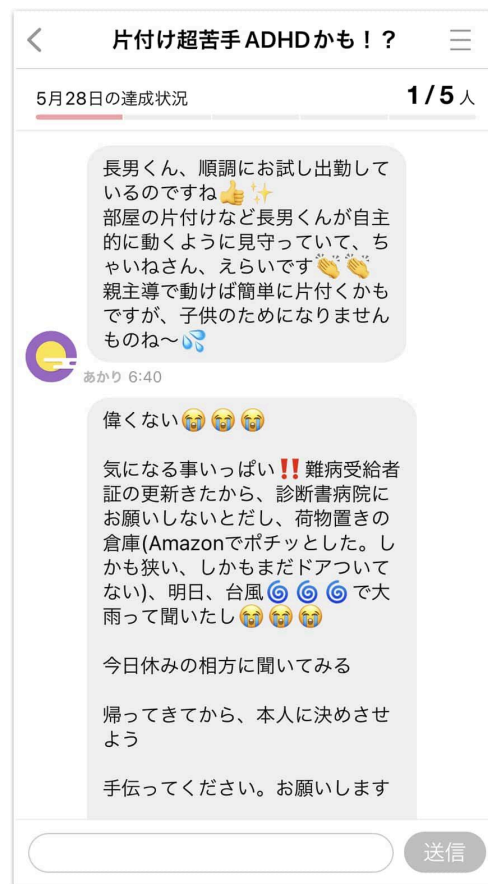 片付け超苦手ADHDかも！？
5月28日の達成状況
1/5人
長男くん、順調にお試し出勤して
いるのですね👍✨
部屋の片付けなど長男くんが自主
的に動くように見守っていて、ち
ゃいねさん、えらいです👏👏
親主導で動けば簡単に片付くかも
ですが、子供のためになりません
ものね〜💦
あかり 6:40
偉くない😭😭😭
気になる事いっぱい‼️難病受給者
証の更新きたから、診断書病院に
お願いしないとだし、荷物置きの
倉庫(Amazonでポチッとした。し
かも狭い、しかもまだドアついて
ない)、明日、台風🌀🌀🌀で大
雨って聞いたし😭😭😭
今日休みの相方に聞いてみる
帰ってきてから、本人に決めさせ
よう
手伝ってください。お願いします
送信